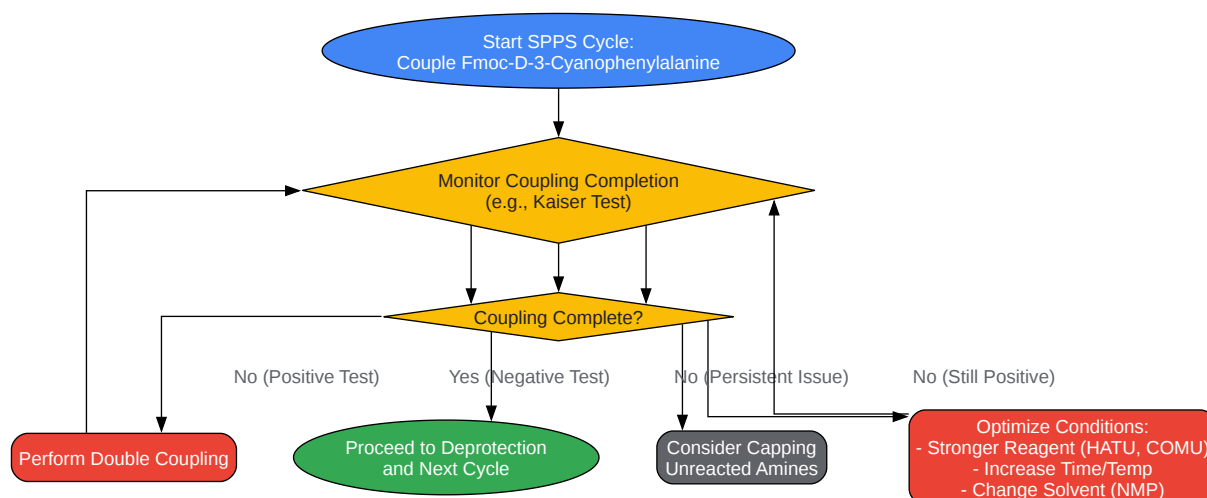 Start SPPS Cycle:
Couple Fmoc-D-3-Cyanophenylalanine
Monitor Coupling Completion
(e.g., Kaiser Test)
Coupling Complete?
No (Positive Test)
Yes (Negative Test)
No (Persistent Issue)
No (Still Positive)
Perform Double Coupling
Proceed to Deprotection
and Next Cycle
Consider Capping
Unreacted Amines
Optimize Conditions:
- Stronger Reagent (HATU, COMU)
- Increase Time/Temp
- Change Solvent (NMP)